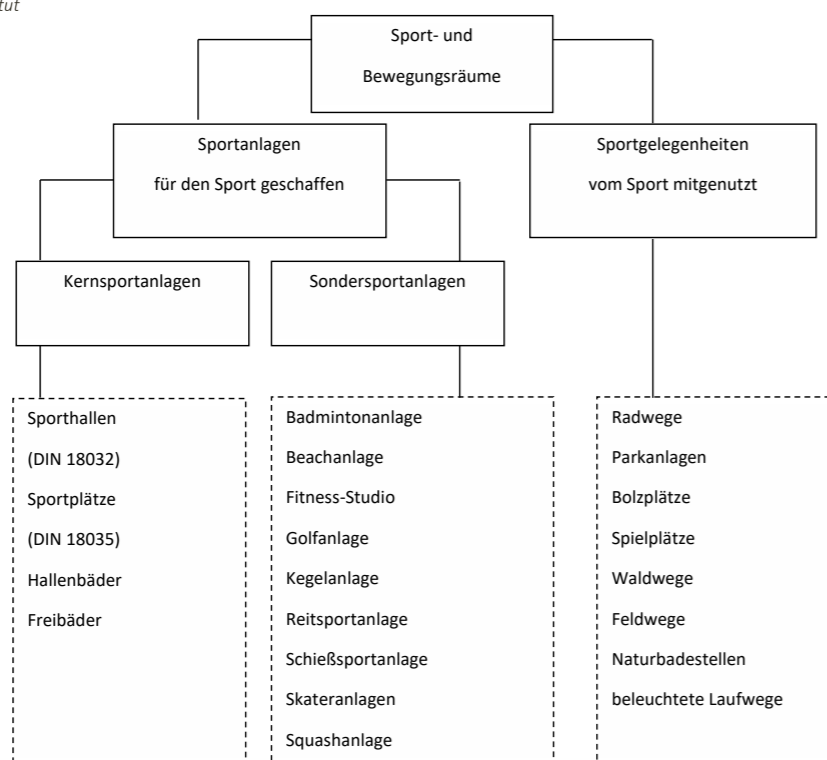 Sport- und
Bewegungsräume
Sportanlagen
für den Sport geschaffen
Sportgelegenheiten
vom Sport mitgenutzt
Kernsportanlagen
Sondersportanlagen
Sporthallen
(DIN 18032)
Sportplätze
(DIN 18035)
Hallenbäder
Freibäder
Badmintonanlage
Beachanlage
Fitness-Studio
Golfanlage
Kegelanlage
Reitsportanlage
Schießsportanlage
Skateranlagen
Squashanlage
Radwege
Parkanlagen
Bolzplätze
Spielplätze
Waldwege
Feldwege
Naturbadestellen
beleuchtete Laufwege